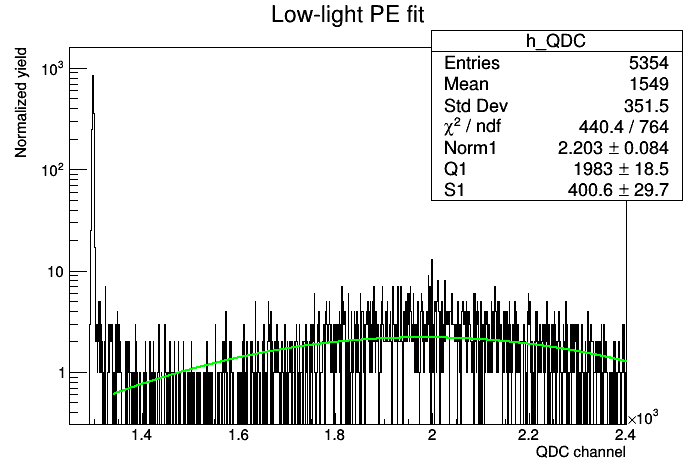 Low-light PE fit
h_QDC
Entries 5354
Mean 1549
Std Dev 351.5
χ² / ndf 440.4 / 764
Norm1 2.203 ± 0.084
Q1 1983 ± 18.5
S1 400.6 ± 29.7
Normalized yield
10³
10²
10
1
1.4 1.6 1.8 2 2.2 2.4
×10³
QDC channel